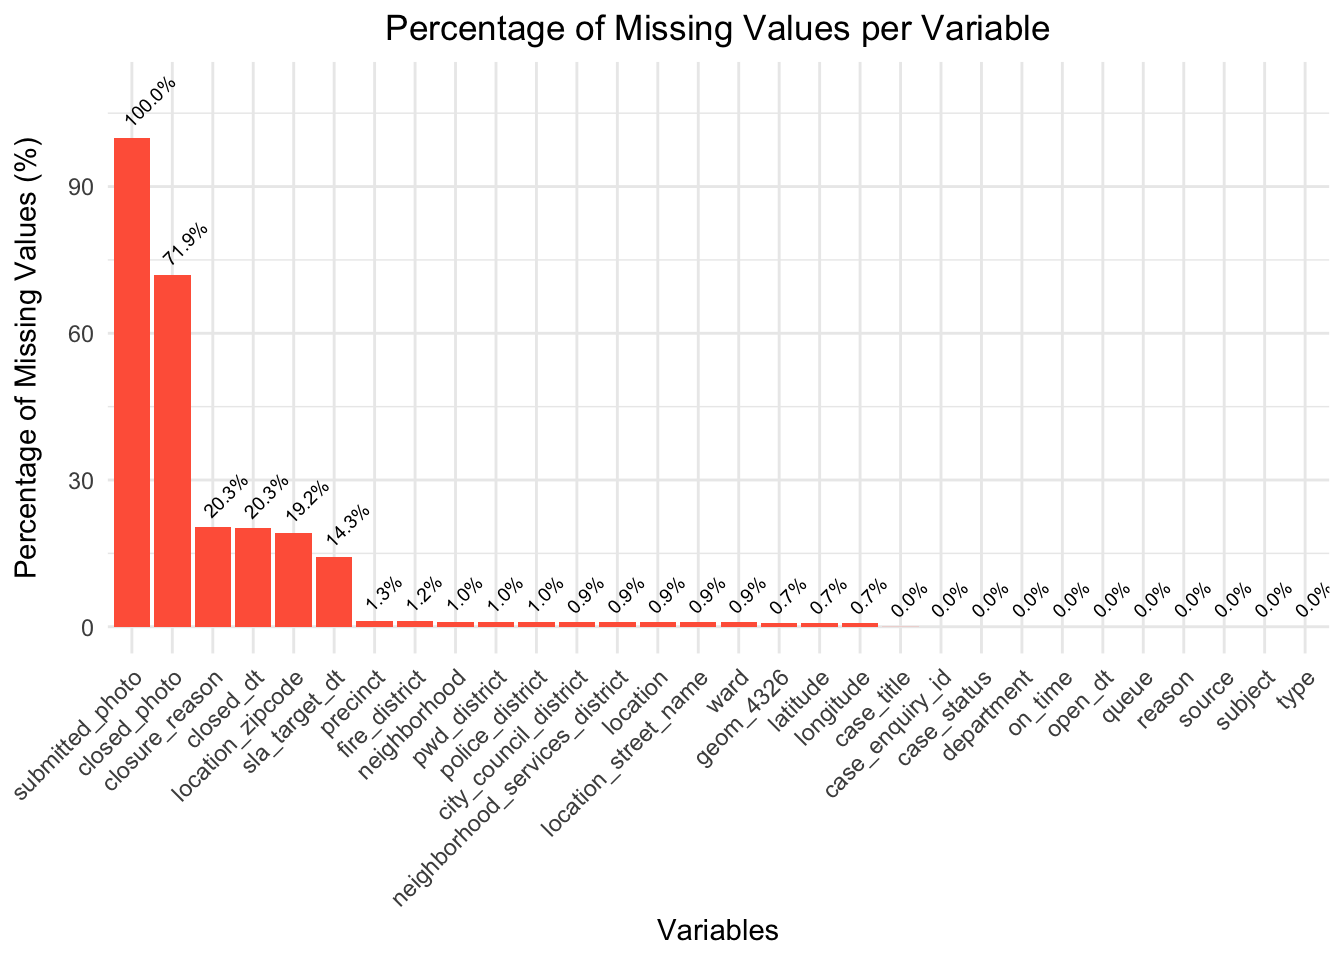 Percentage of Missing Values per Variable
Percentage of Missing Values (%)
90
60
30
0
100.0%
71.9%
20.3%
20.3%
19.2%
14.3%
1.3%
1.2%
1.0%
1.0%
1.0%
0.9%
0.9%
0.9%
0.9%
0.9%
0.7%
0.7%
0.7%
0.0%
0.0%
0.0%
0.0%
0.0%
0.0%
0.0%
0.0%
0.0%
0.0%
0.0%
submitted_photo
closed_photo
closure_reason
closed_dt
location_zipcode
sla_target_dt
precinct
fire_district
neighborhood
pwd_district
police_district
city_council_district
neighborhood_services_district
location
location_street_name
ward
geom_4326
latitude
longitude
case_title
case_enquiry_id
case_status
department
on_time
open_dt
queue
reason
source
subject
type
Variables